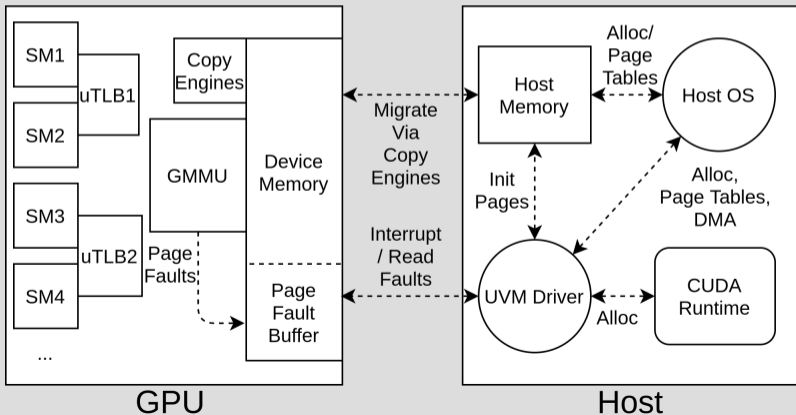 SM1
uTLB1
SM2
SM3
uTLB2
SM4
...
Copy
Engines
GMMU
Page
Faults
Device
Memory
Page
Fault
Buffer
GPU
Migrate
Via
Copy
Engines
Interrupt
/ Read
Faults
Host
Memory
Alloc/
Page
Tables
Host OS
Init
Pages
Alloc,
Page Tables,
DMA
UVM Driver
Alloc
CUDA
Runtime
Host